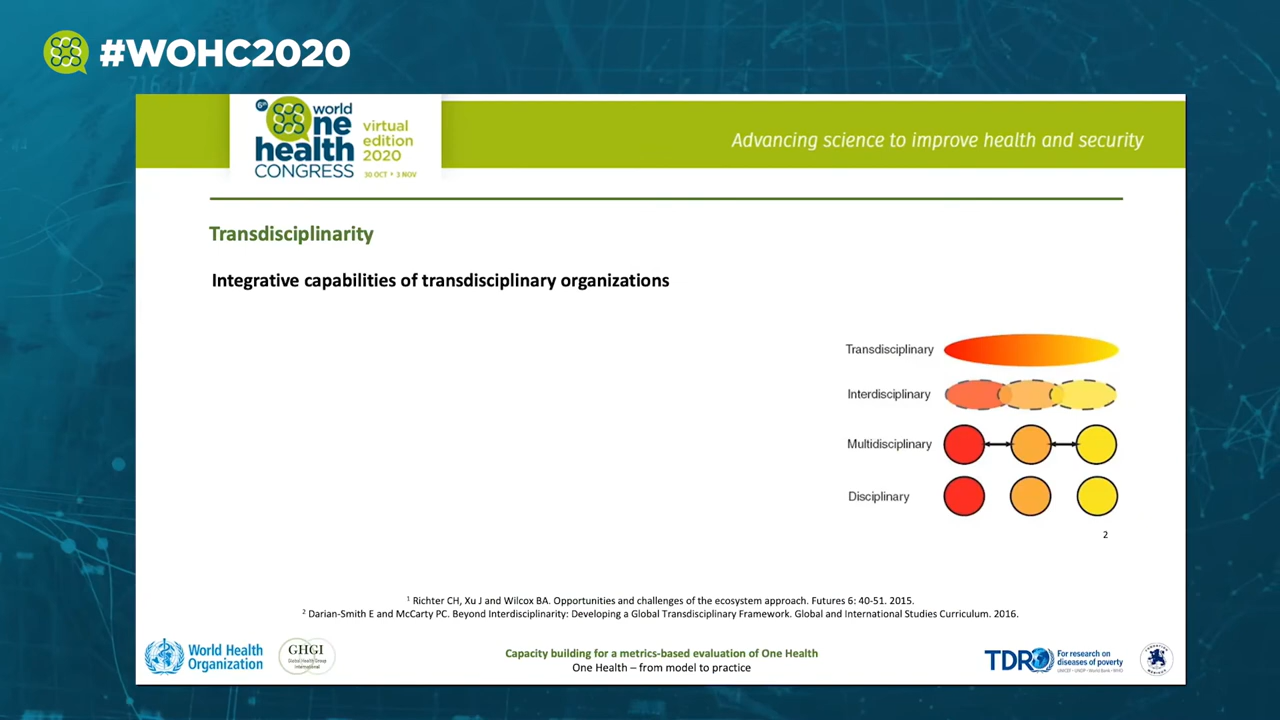 #WOHC2020
6th
world
one
health
CONGRESS
virtual
edition
2020
30 OCT + 3 NOV
Advancing science to improve health and security
Transdisciplinarity
Integrative capabilities of transdisciplinary organizations
Transdisciplinary
Interdisciplinary
Multidisciplinary
Disciplinary
2
1 Richter CH, Xu J and Wilcox BA. Opportunities and challenges of the ecosystem approach. Futures 6: 40-51. 2015.
2 Darian-Smith E and McCarty PC. Beyond Interdisciplinarity: Developing a Global Transdisciplinary Framework. Global and International Studies Curriculum. 2016.
World Health
Organization
GHGI
Global Health Group
International
Capacity building for a metrics-based evaluation of One Health
One Health – from model to practice
TDR
For research on
diseases of poverty
UNICEF · UNDP · World Bank · WHO